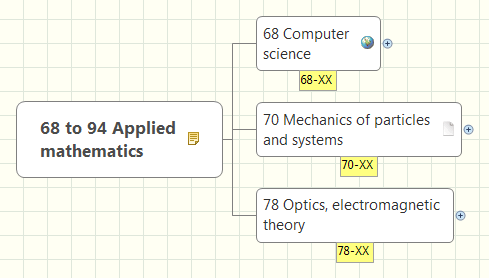 68 Computer
science
68-XX
68 to 94 Applied
mathematics
70 Mechanics of particles
and systems
70-XX
78 Optics, electromagnetic
theory
78-XX